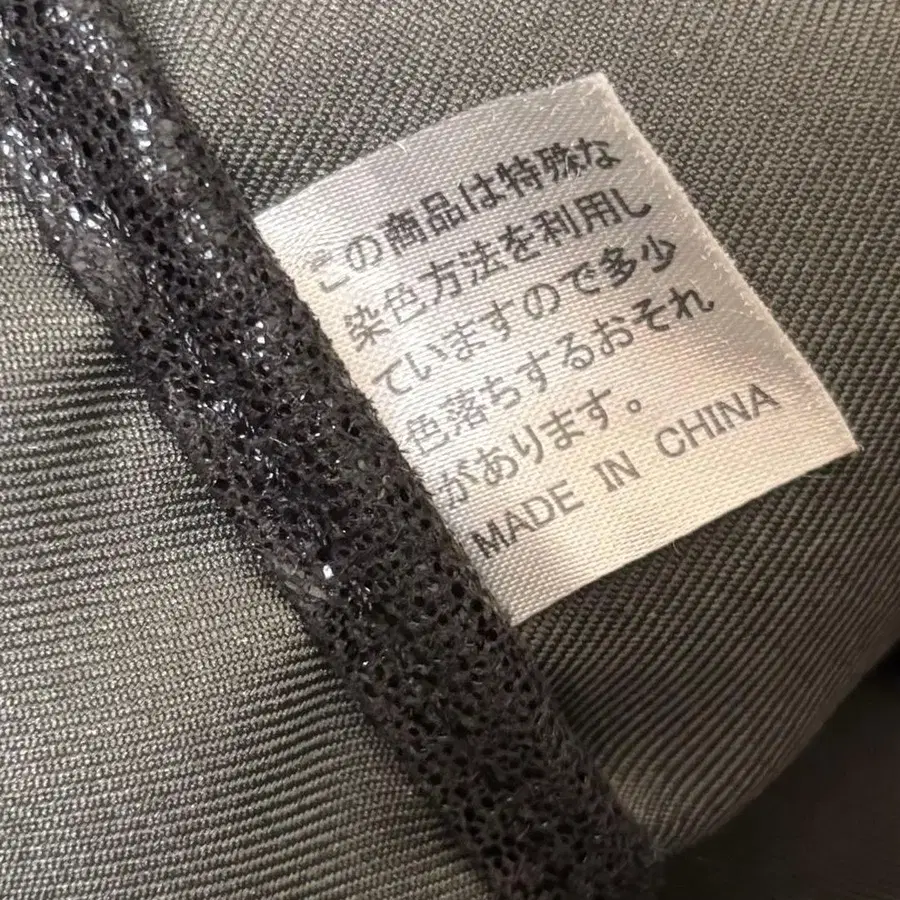 この商品は特殊な
染色方法を利用し
ていますので多少
色落ちするおそれ
があります。
MADE IN CHINA